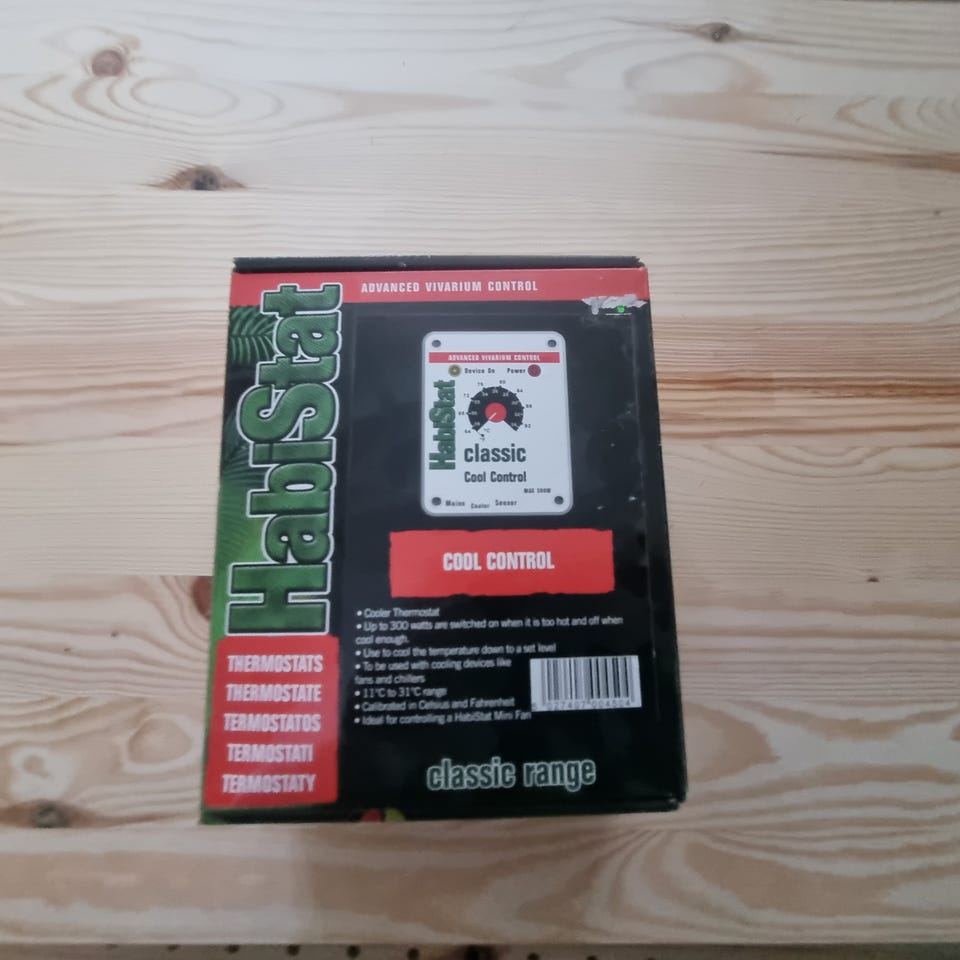 ADVANCED VIVARIUM CONTROL
HabiStat
ADVANCED VIVARIUM CONTROL
Device On Power
HabiStat
classic
Cool Control
MAX 300W
Mains Cooler Sensor
COOL CONTROL
• Cooler Thermostat
• Up to 300 watts are switched on when it is too hot and off when
cool enough.
• Use to cool the temperature down to a set level
• To be used with cooling devices like
fans and chillers
• 11°C to 31°C range
• Calibrated in Celsius and Fahrenheit
• Ideal for controlling a HabiStat Mini Fan
THERMOSTATS
THERMOSTATE
TERMOSTATOS
TERMOSTATI
TERMOSTATY
classic range